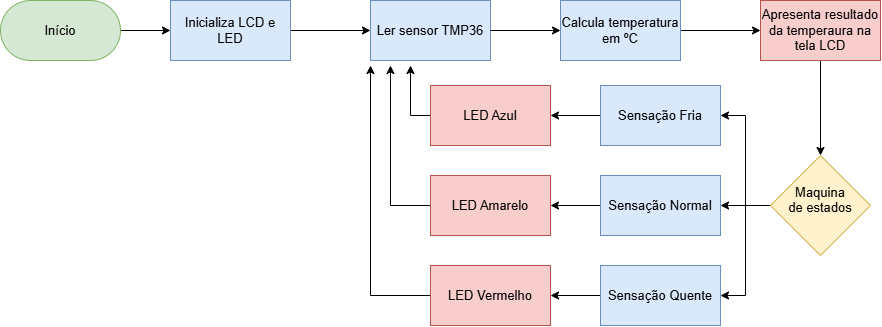 Início
Inicializa LCD e
LED
Ler sensor TMP36
Calcula temperatura
em ºC
Apresenta resultado
da temperaura na
tela LCD
LED Azul
Sensação Fria
LED Amarelo
Sensação Normal
Maquina
de estados
LED Vermelho
Sensação Quente